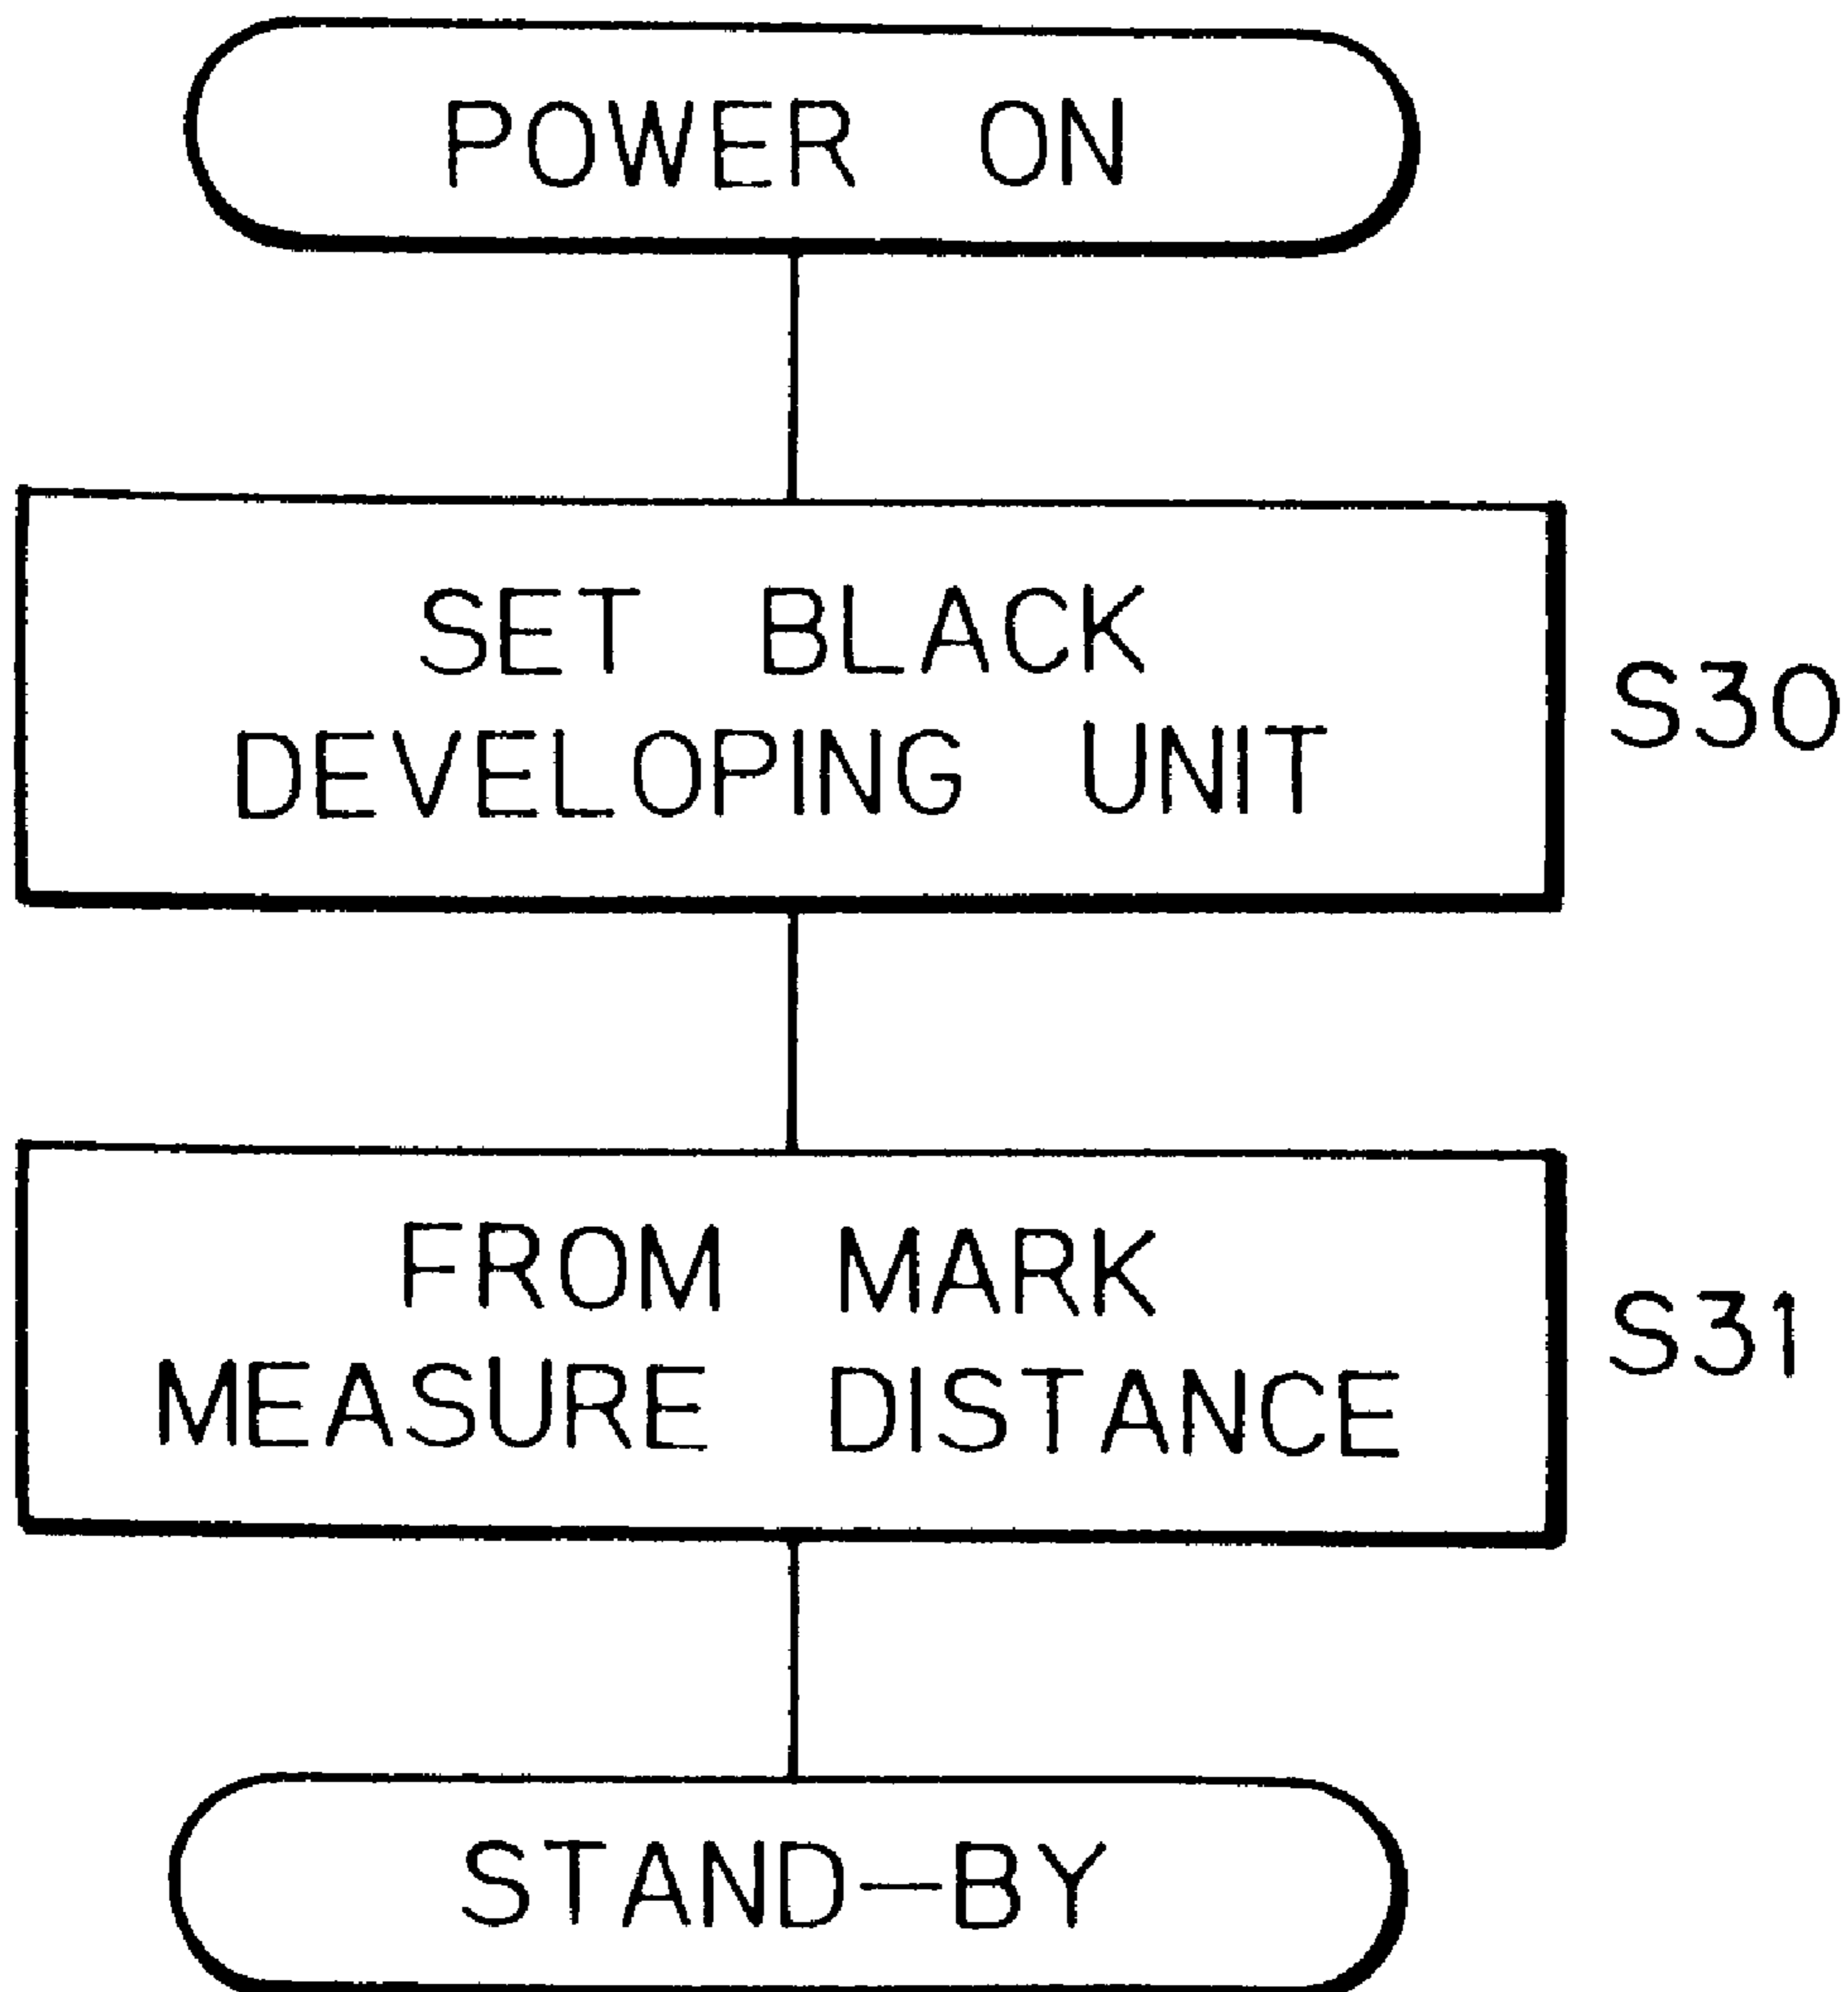 POWER ON
SET BLACK
DEVELOPING UNIT
S30
FROM MARK
MEASURE DISTANCE
S31
STAND-BY